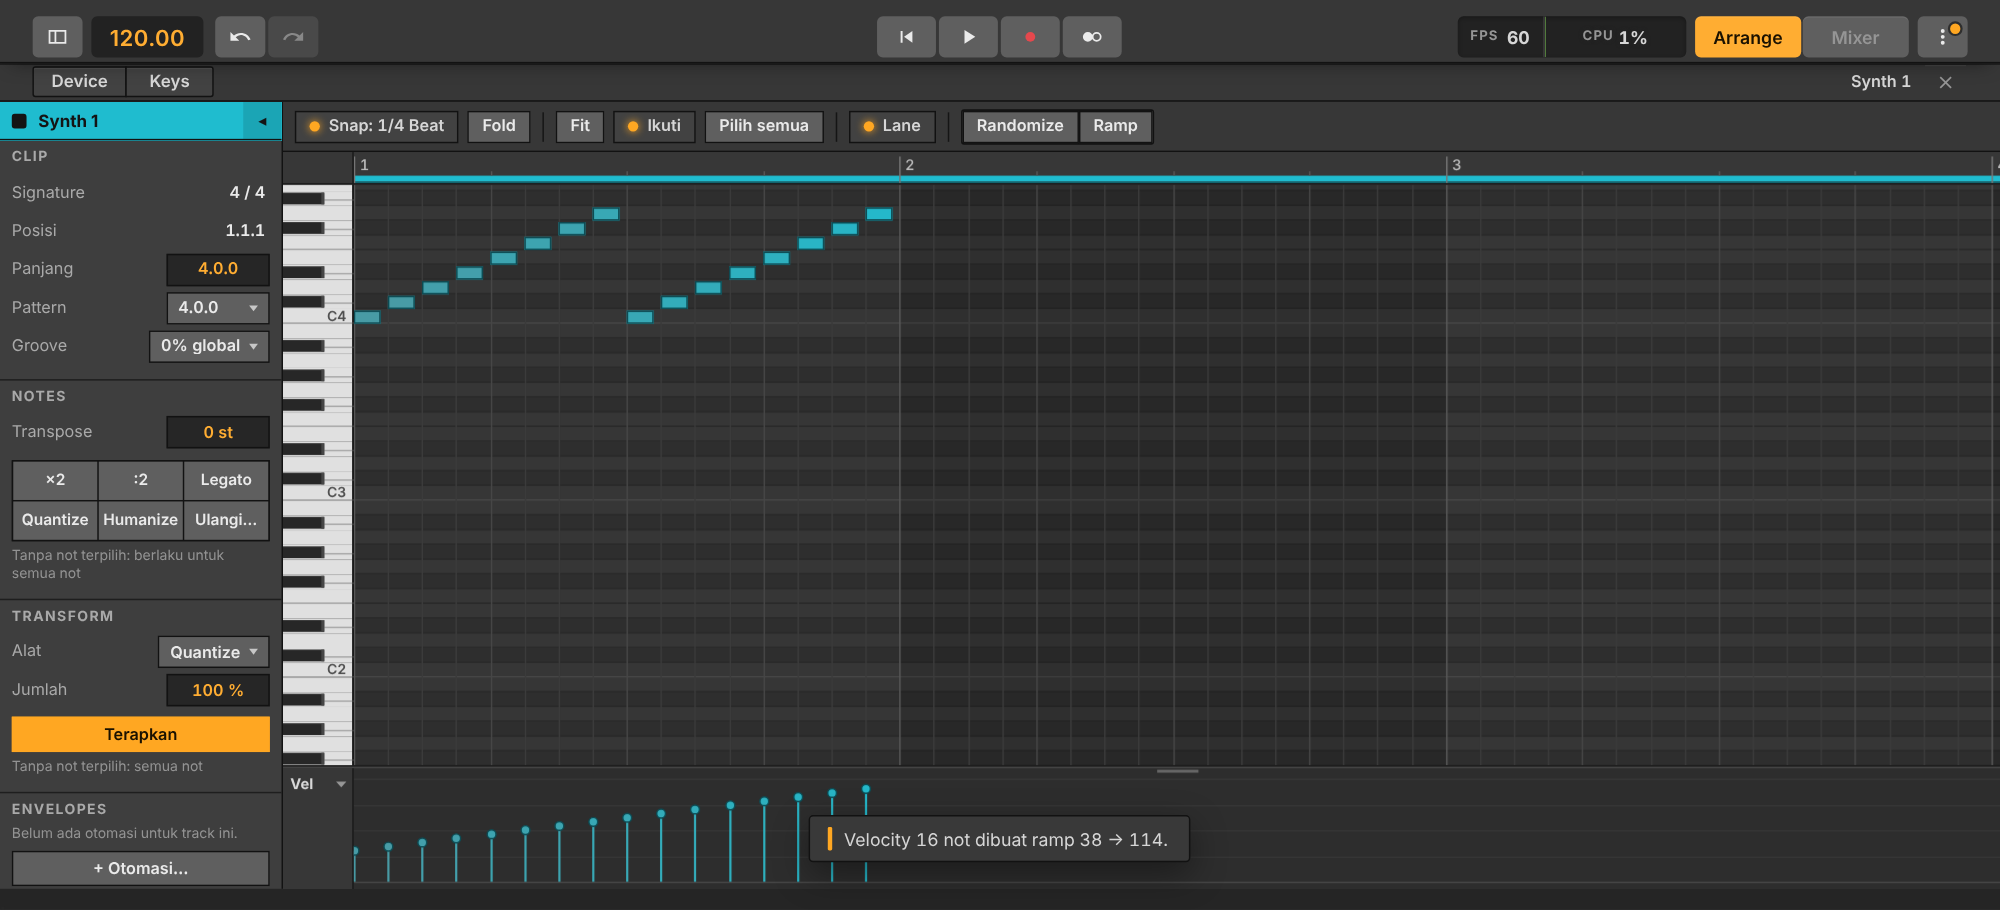 120.00
FPS 60
CPU 1%
Arrange
Mixer
Device
Keys
Synth 1
Synth 1
Snap: 1/4 Beat
Fold
Fit
Ikuti
Pilih semua
Lane
Randomize
Ramp
CLIP
Signature
4 / 4
Posisi
1.1.1
Panjang
4.0.0
Pattern
4.0.0
Groove
0% global
NOTES
Transpose
0 st
×2
:2
Legato
Quantize
Humanize
Ulangi...
Tanpa not terpilih: berlaku untuk
semua not
TRANSFORM
Alat
Quantize
Jumlah
100 %
Terapkan
Tanpa not terpilih: semua not
ENVELOPES
Belum ada otomasi untuk track ini.
+ Otomasi...
1
2
3
C4
C3
C2
Vel
Velocity 16 not dibuat ramp 38 → 114.